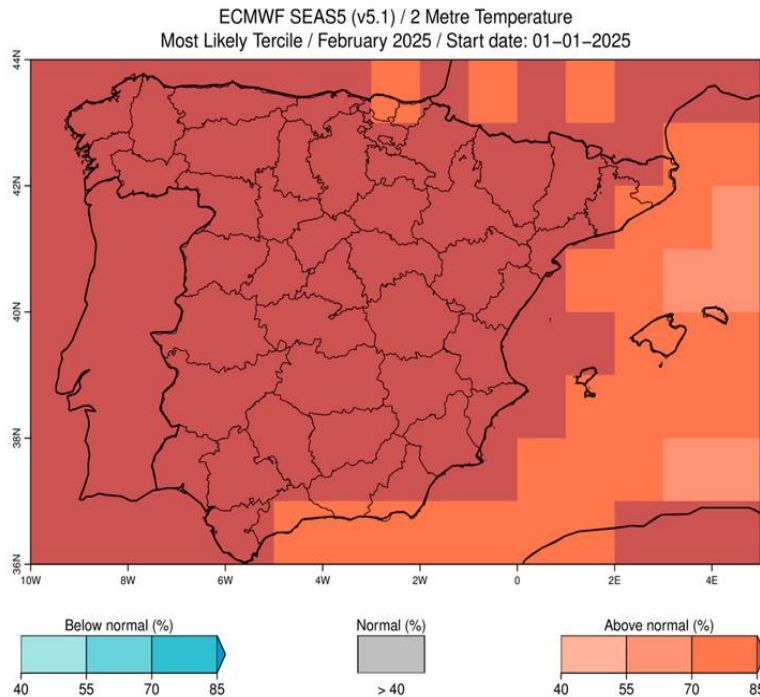 ECMWF SEAS5 (v5.1) / 2 Metre Temperature
Most Likely Tercile / February 2025 / Start date: 01−01−2025
44N
42N
40N
38N
36N
10W 8W 6W 4W 2W 0 2E 4E
Below normal (%) Normal (%) Above normal (%)
40 55 70 85 > 40 40 55 70 85